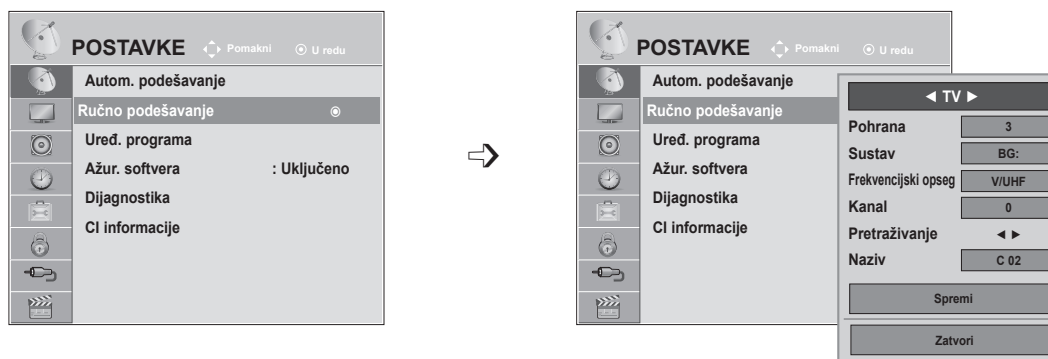 POSTAVKE Pomakni U redu
Autom. podešavanje
Ručno podešavanje
Uređ. programa
Ažur. softvera : Uključeno
Dijagnostika
CI informacije
POSTAVKE Pomakni U redu
Autom. podešavanje
Ručno podešavanje
Uređ. programa
Ažur. softvera
Dijagnostika
CI informacije
◄ TV ►
Pohrana 3
Sustav BG:
Frekvencijski opseg V/UHF
Kanal 0
Pretraživanje ◄ ►
Naziv C 02
Spremi
Zatvori